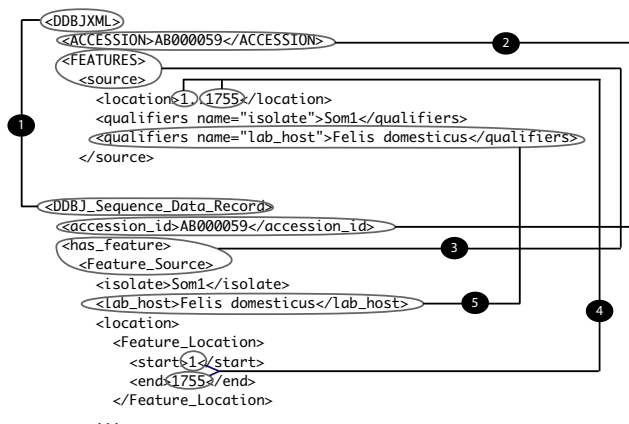 <DDBJXML>
<ACCESSION>AB000059</ACCESSION>
2
<FEATURES>
<source>
<location>1..1755</location>
<qualifiers name="isolate">Som1</qualifiers>
1
<qualifiers name="lab_host">Felis domesticus</qualifiers>
</source>
<DDBJ_Sequence_Data_Record>
<accession_id>AB000059</accession_id>
<has_feature>
3
<Feature_Source>
<isolate>Som1</isolate>
<lab_host>Felis domesticus</lab_host>
5
4
<location>
<Feature_Location>
<start>1</start>
<end>1755</end>
</Feature_Location>
...